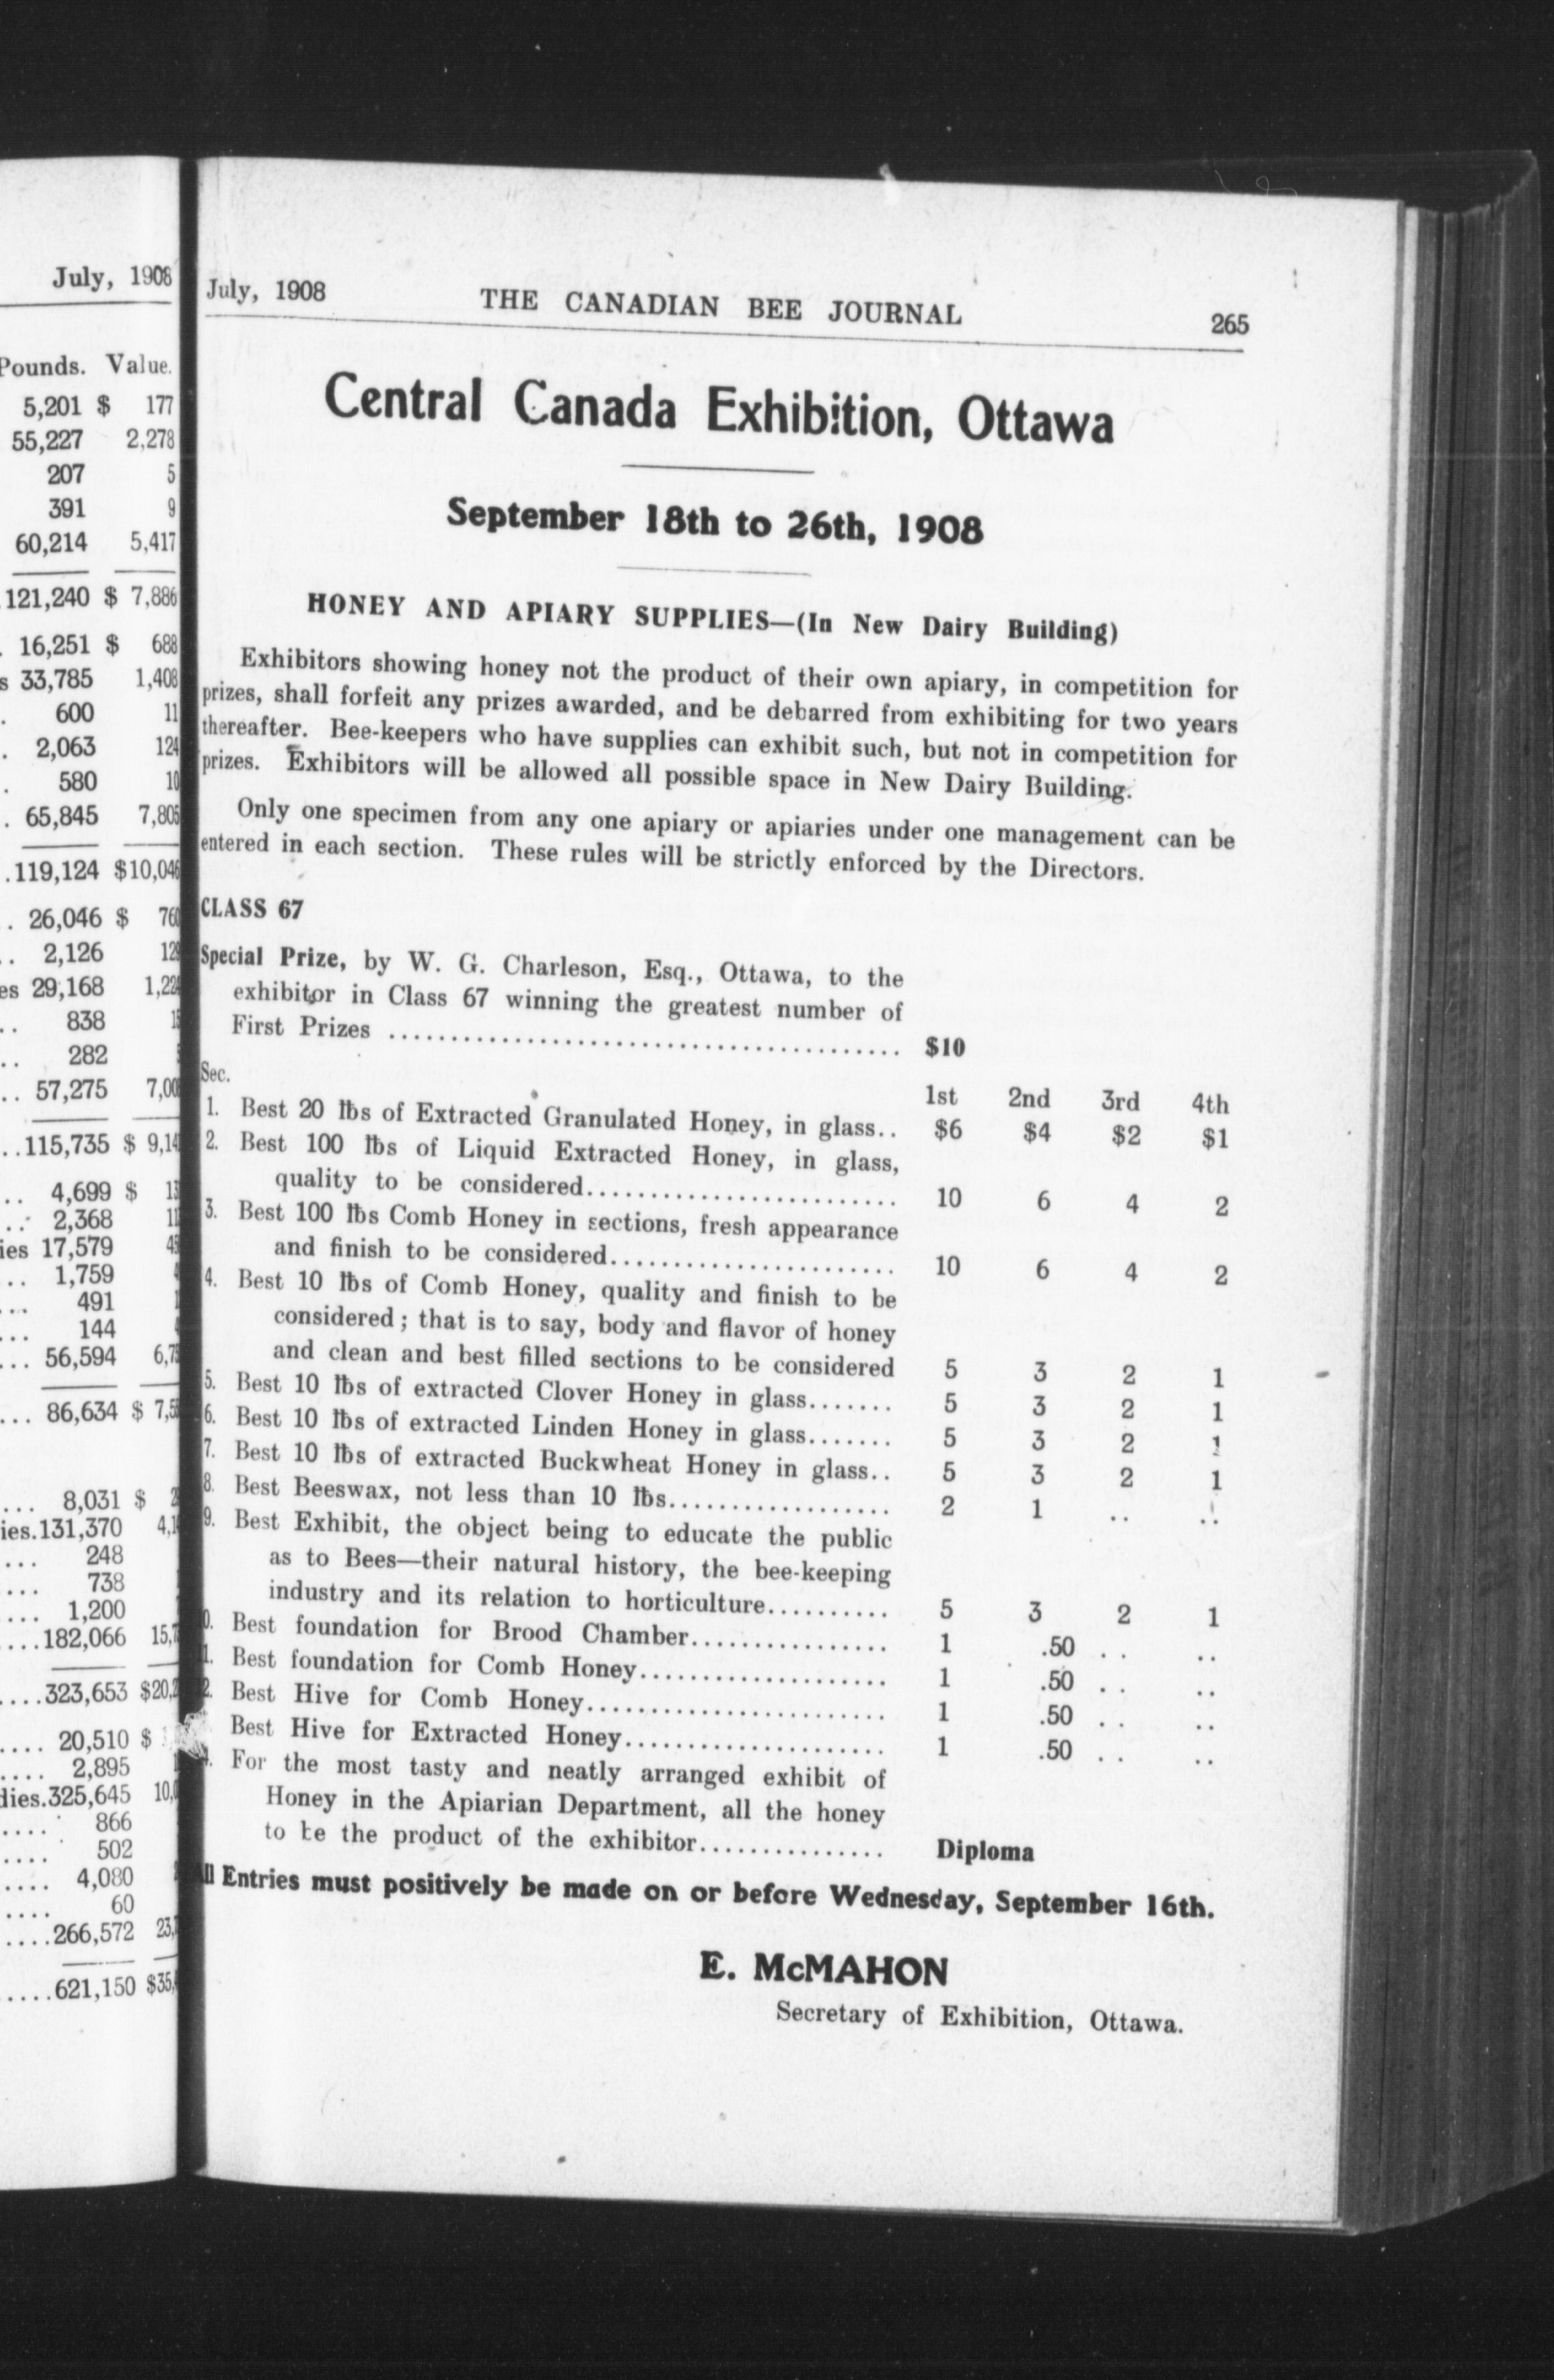 July, 1908
Pounds. Value.
5,201 $ 177
55,227 2,278
207 5
391 9
60,214 5,417
121,240 $ 7,886
. 16,251 $ 688
s 33,785 1,408
. 600 11
. 2,063 124
. 580 10
. 65,845 7,805
.119,124 $10,046
.. 26,046 $ 760
.. 2,126 129
es 29,168 1,224
.. 838
.. 282
.. 57,275
..115,735 $
.. 4,699 $
.. 2,368
ies 17,579
... 1,759
... 491
... 144
... 56,594
... 86,634 $
... 8,031 $
ies.131,370
... 248
... 738
.... 1,200
....182,066
....323,653
.... 20,510 $
.... 2,895
dies.325,645
.... 866
.... 502
.... 4,080
.... 60
....266,572
.....621,150
July, 1908 THE CANADIAN BEE JOURNAL 265
Central Canada Exhibition, Ottawa
September 18th to 26th, 1908
HONEY AND APIARY SUPPLIES—(In New Dairy Building)
Exhibitors showing honey not the product of their own apiary, in competition for
prizes, shall forfeit any prizes awarded, and be debarred from exhibiting for two years
thereafter. Bee-keepers who have supplies can exhibit such, but not in competition for
prizes. Exhibitors will be allowed all possible space in New Dairy Building.
Only one specimen from any one apiary or apiaries under one management can be
entered in each section. These rules will be strictly enforced by the Directors.
CLASS 67
Special Prize, by W. G. Charleson, Esq., Ottawa, to the
exhibitor in Class 67 winning the greatest number of
First Prizes ........................................ $10
Sec. 1st 2nd 3rd 4th
1. Best 20 lbs of Extracted Granulated Honey, in glass.. $6 $4 $2 $1
2. Best 100 lbs of Liquid Extracted Honey, in glass,
quality to be considered......................... 10 6 4 2
3. Best 100 lbs Comb Honey in sections, fresh appearance
and finish to be considered....................... 10 6 4 2
4. Best 10 lbs of Comb Honey, quality and finish to be
considered; that is to say, body and flavor of honey
and clean and best filled sections to be considered 5 3 2 1
5. Best 10 lbs of extracted Clover Honey in glass....... 5 3 2 1
6. Best 10 lbs of extracted Linden Honey in glass....... 5 3 2 1
7. Best 10 lbs of extracted Buckwheat Honey in glass.. 5 3 2 1
8. Best Beeswax, not less than 10 lbs.................. 2 1 .. ..
9. Best Exhibit, the object being to educate the public
as to Bees—their natural history, the bee-keeping
industry and its relation to horticulture.......... 5 3 2 1
0. Best foundation for Brood Chamber................ 1 .50 .. ..
1. Best foundation for Comb Honey.................... 1 .50 .. ..
2. Best Hive for Comb Honey........................ 1 .50 .. ..
Best Hive for Extracted Honey..................... 1 .50 .. ..
For the most tasty and neatly arranged exhibit of
Honey in the Apiarian Department, all the honey
to be the product of the exhibitor............... Diploma
ll Entries must positively be made on or before Wednesday, September 16th.
E. McMAHON
Secretary of Exhibition, Ottawa.